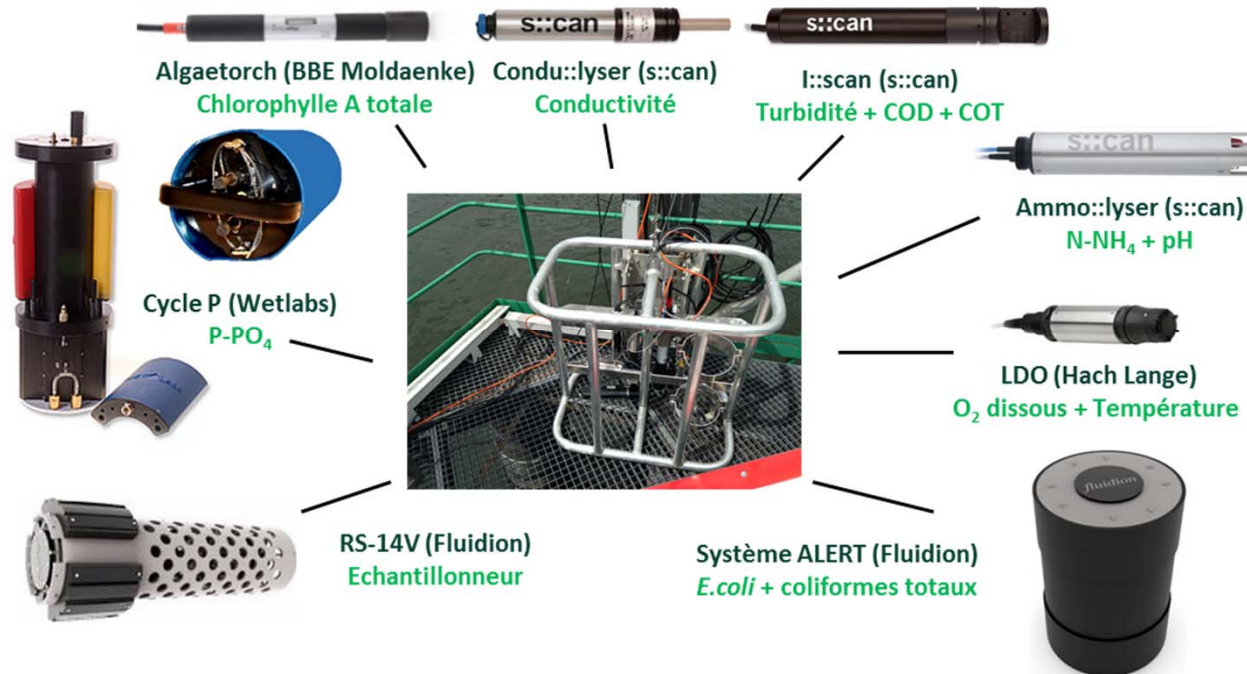 s::can
s::can
Algaetorch (BBE Moldaenke)
Chlorophylle A totale
Condu::lyser (s::can)
Conductivité
I::scan (s::can)
Turbidité + COD + COT
s::can
Ammo::lyser (s::can)
N-NH₄ + pH
Cycle P (Wetlabs)
P-PO₄
LDO (Hach Lange)
O₂ dissous + Température
fluidion
RS-14V (Fluidion)
Echantillonneur
Système ALERT (Fluidion)
E.coli + coliformes totaux